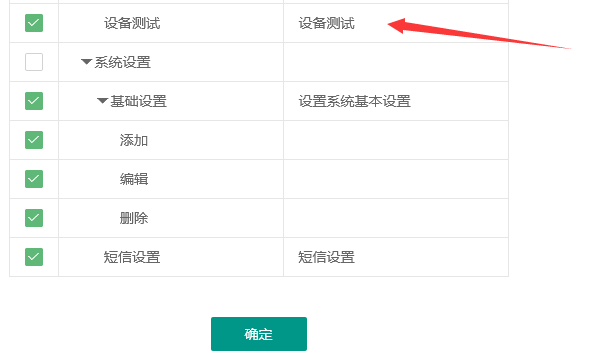 设备测试 设备测试
系统设置
基础设置 设置系统基本设置
添加
编辑
删除
短信设置 短信设置
确定